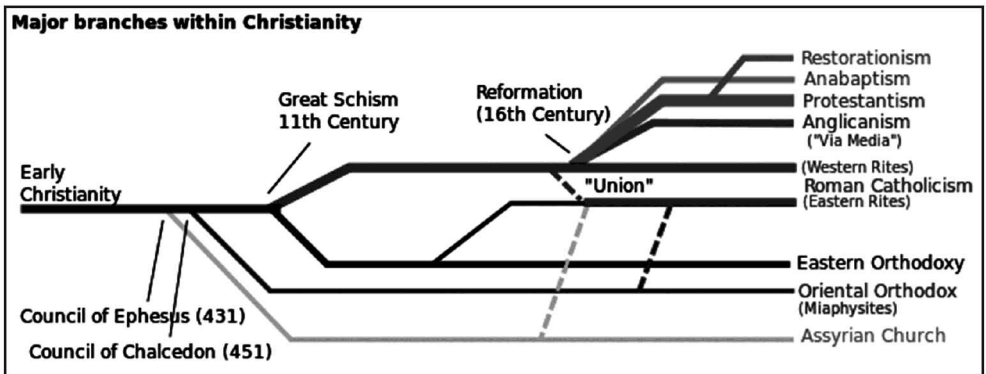 Major branches within Christianity
Restorationism
Anabaptism
Protestantism
Anglicanism
("Via Media")
Reformation
(16th Century)
Great Schism
11th Century
(Western Rites)
Roman Catholicism
(Eastern Rites)
"Union"
Early
Christianity
Eastern Orthodoxy
Oriental Orthodox
(Miaphysites)
Assyrian Church
Council of Ephesus (431)
Council of Chalcedon (451)